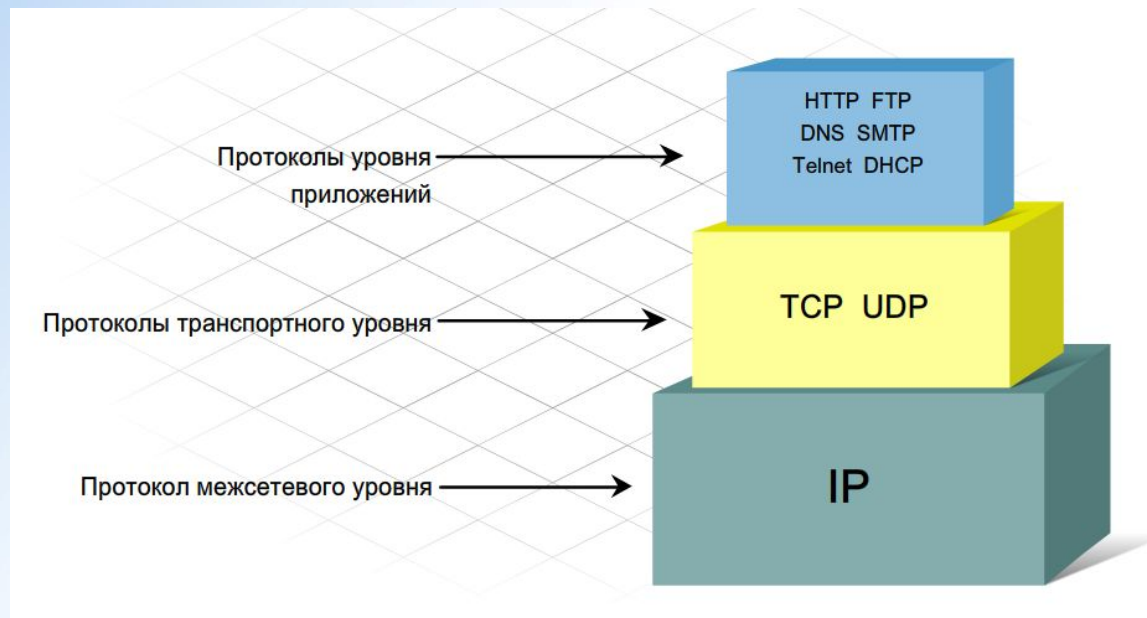 HTTP FTP
DNS SMTP
Telnet DHCP
Протоколы уровня
приложений
TCP UDP
Протоколы транспортного уровня
IP
Протокол межсетевого уровня